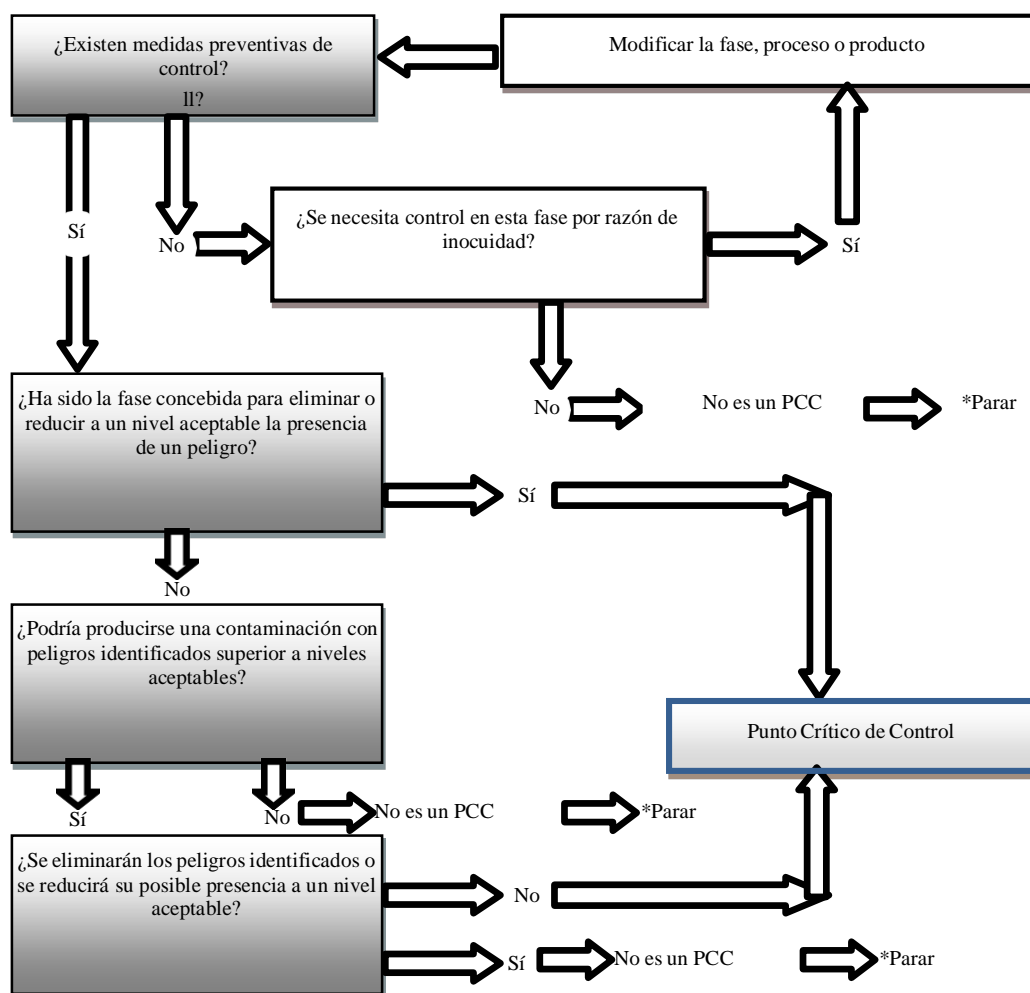 ¿Existen medidas preventivas de
control?
ll?
Modificar la fase, proceso o producto
¿Se necesita control en esta fase por razón de
inocuidad?
Sí
No
Sí
¿Ha sido la fase concebida para eliminar o
reducir a un nivel aceptable la presencia
de un peligro?
No
No es un PCC
*Parar
Sí
No
¿Podría producirse una contaminación con
peligros identificados superior a niveles
aceptables?
Punto Crítico de Control
Sí
No
No es un PCC
*Parar
¿Se eliminarán los peligros identificados o
se reducirá su posible presencia a un nivel
aceptable?
No
Sí
No es un PCC
*Parar